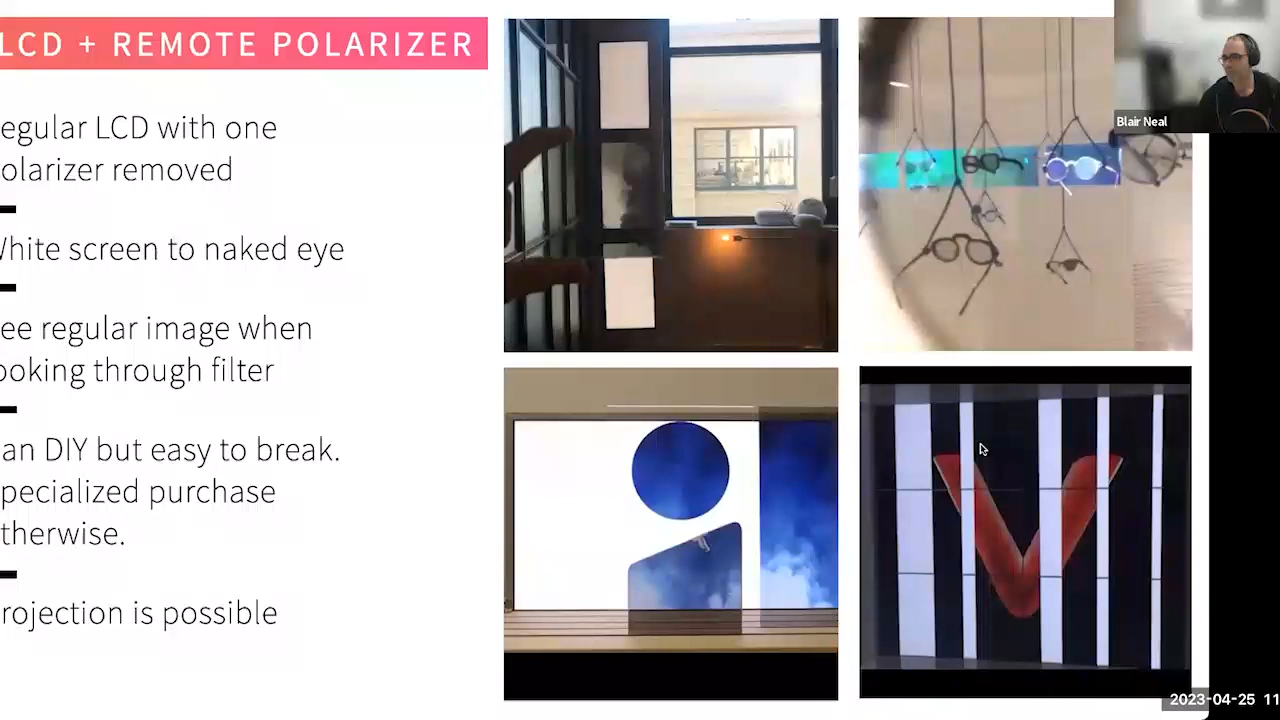 LCD + REMOTE POLARIZER
egular LCD with one
olarizer removed
hite screen to naked eye
ee regular image when
ooking through filter
an DIY but easy to break.
pecialized purchase
therwise.
rojection is possible
Blair Neal
2023-04-25 11